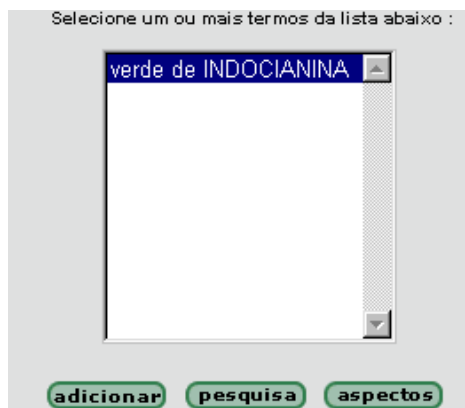 Selecione um ou mais termos da lista abaixo :
verde de INDOCIANINA
adicionar pesquisa aspectos